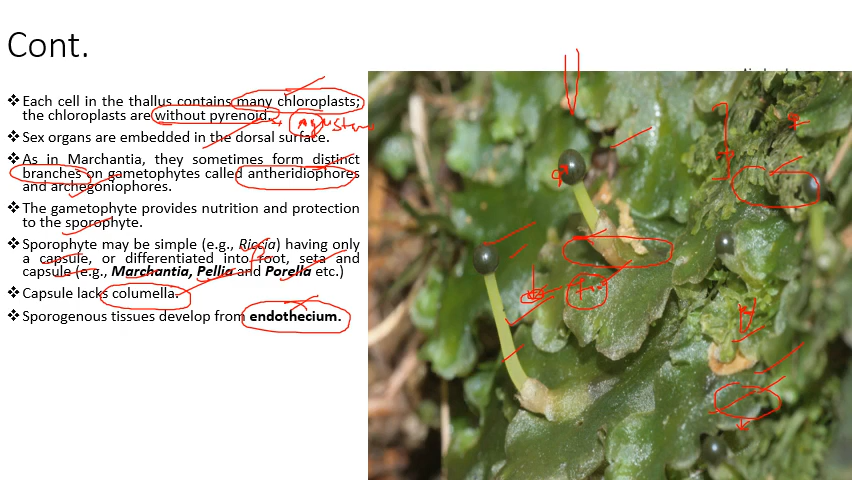 Cont.
❖ Each cell in the thallus contains many chloroplasts;
the chloroplasts are without pyrenoid.
❖ Sex organs are embedded in the dorsal surface.
❖ As in Marchantia, they sometimes form distinct
branches on gametophytes called antheridiophores
and archegoniophores.
❖ The gametophyte provides nutrition and protection
to the sporophyte.
❖ Sporophyte may be simple (e.g., Riccia) having only
a capsule, or differentiated into foot, seta and
capsule (e.g., Marchantia, Pellia and Porella etc.)
❖ Capsule lacks columella.
❖ Sporogenous tissues develop from endothecium.